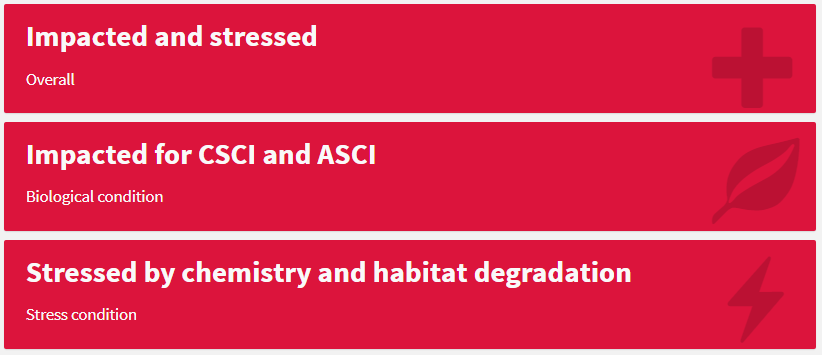 Impacted and stressed
Overall
Impacted for CSCI and ASCI
Biological condition
Stressed by chemistry and habitat degradation
Stress condition